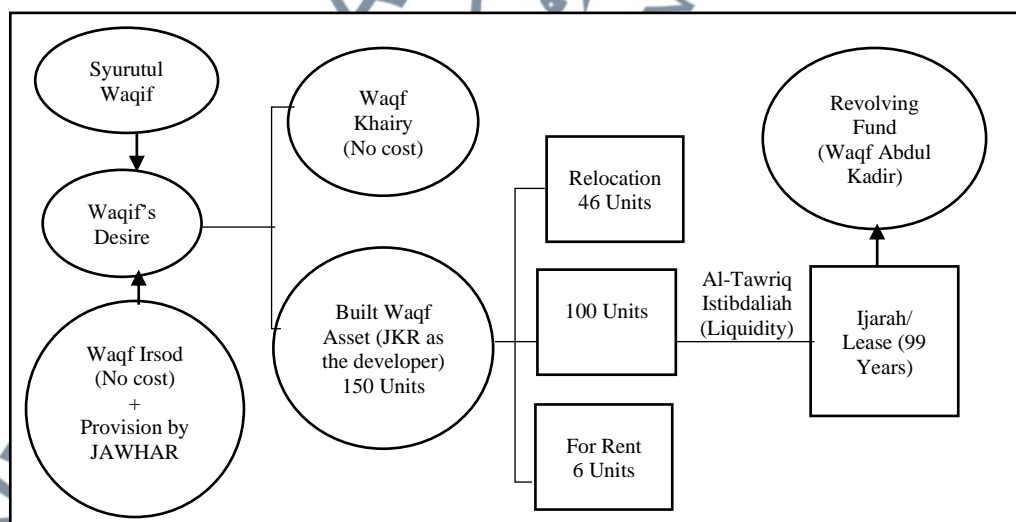 Syurutul
Waqif
Waqif's
Desire
Waqf Irsod
(No cost)
+
Provision by
JAWHAR
Waqf
Khairy
(No cost)
Built Waqf
Asset (JKR as
the developer)
150 Units
Relocation
46 Units
100 Units
For Rent
6 Units
Al-Tawriq
Istibdaliah
(Liquidity)
Revolving
Fund
(Waqf Abdul
Kadir)
Ijarah/
Lease (99
Years)